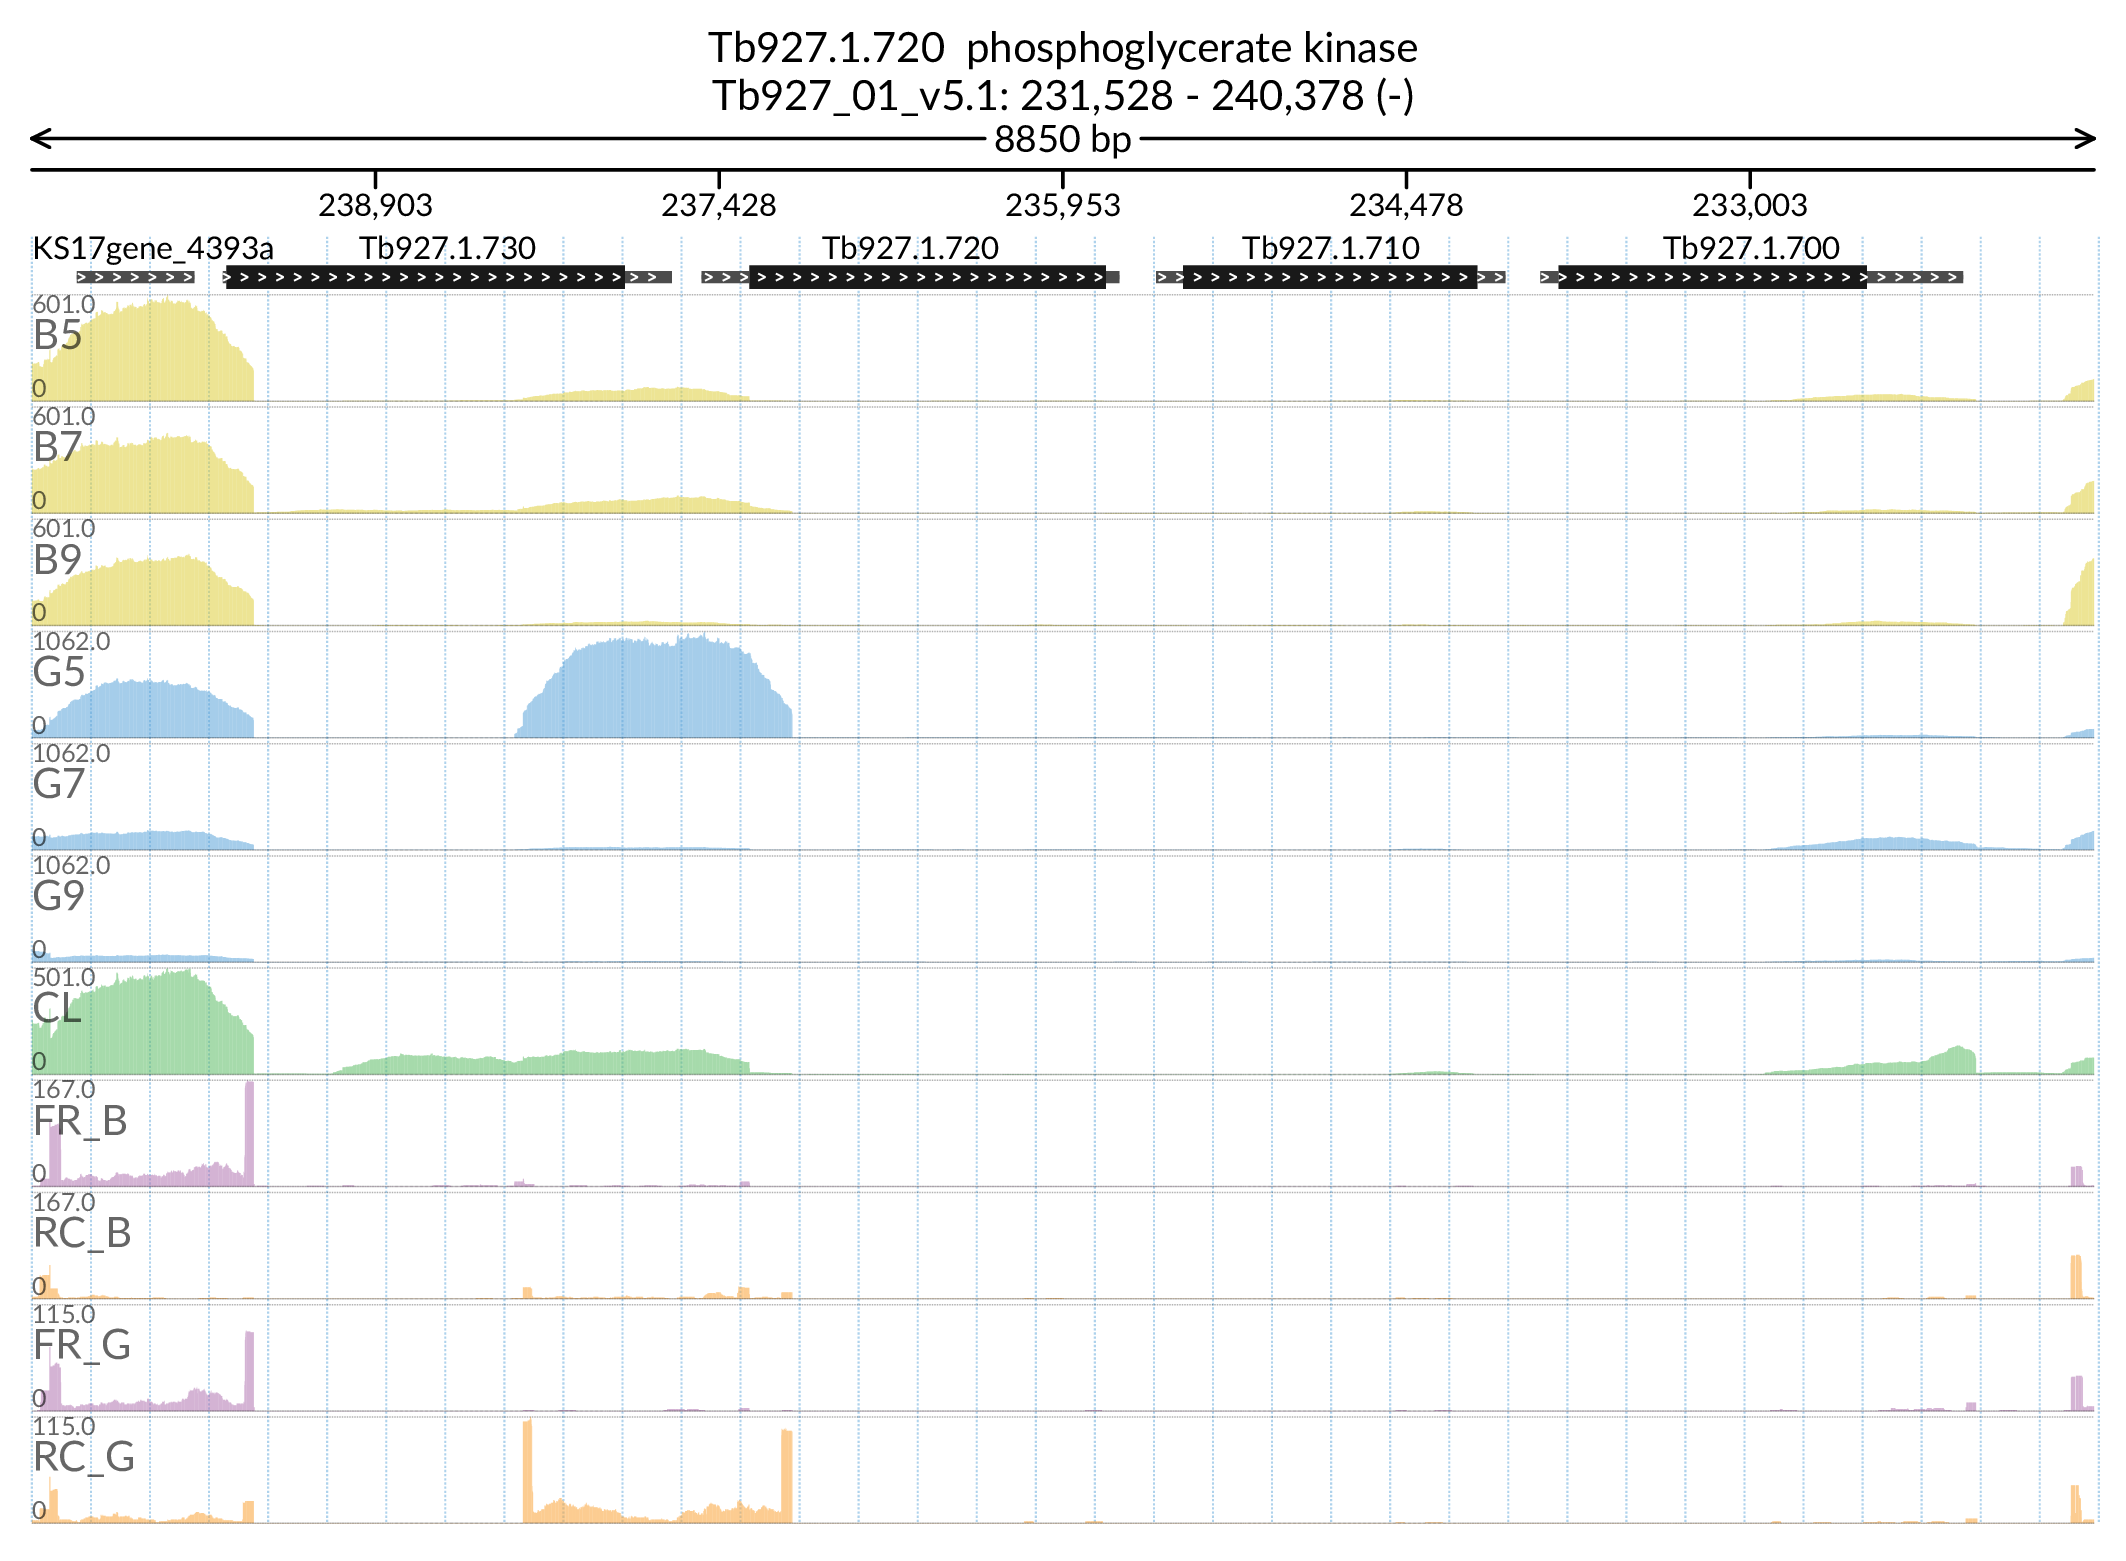 Tb927.1.720 phosphoglycerate kinase
Tb927_01_v5.1: 231,528 - 240,378 (-)
8850 bp
238,903 237,428 235,953 234,478 233,003
KS17gene_4393a Tb927.1.730 Tb927.1.720 Tb927.1.710 Tb927.1.700
601.0
B5
0
601.0
B7
0
601.0
B9
0
1062.0
G5
0
1062.0
G7
0
1062.0
G9
0
501.0
CL
0
167.0
FR_B
0
167.0
RC_B
0
115.0
FR_G
0
115.0
RC_G
0